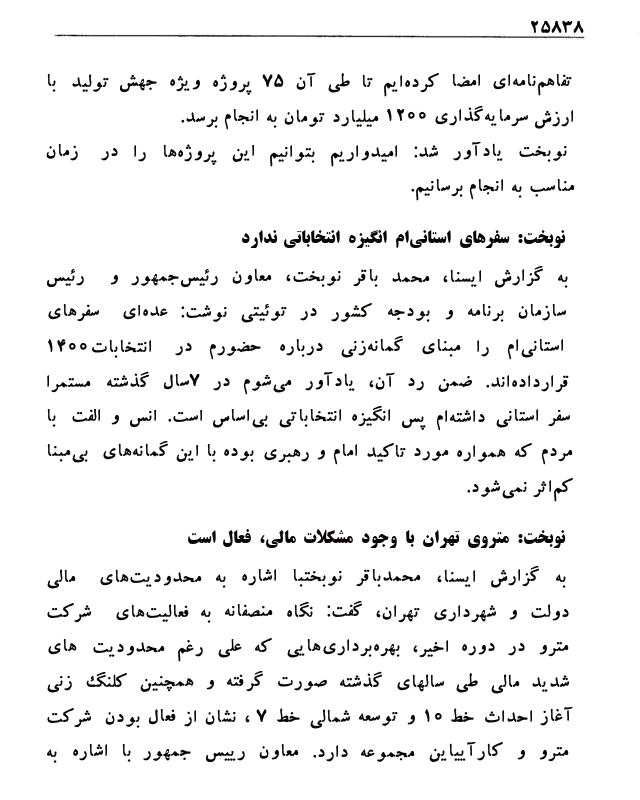 ۲۵۸۳۸
تفاهم‌نامه‌ای امضا کرده‌ایم تا طی آن ۷۵ پروژه ویژه جهش تولید با
ارزش سرمایه‌گذاری ۱۲۰۰ میلیارد تومان به انجام برسد.
نوبخت یادآور شد: امیدواریم بتوانیم این پروژه‌ها را در زمان
مناسب به انجام برسانیم.
نوبخت: سفرهای استانی‌ام انگیزه انتخاباتی ندارد
به گزارش ایسنا، محمد باقر نوبخت، معاون رئیس‌جمهور و رئیس
سازمان برنامه و بودجه کشور در توئیتی نوشت: عده‌ای سفرهای
استانی‌ام را مبنای گمانه‌زنی درباره حضورم در انتخابات۱۴۰۰
قرارداده‌اند. ضمن رد آن، یادآور می‌شوم در ۷سال گذشته مستمرا
سفر استانی داشته‌ام پس انگیزه انتخاباتی بی‌اساس است. انس و الفت با
مردم که همواره مورد تاکید امام و رهبری بوده با این گمانه‌های بی‌مبنا
کم‌اثر نمی‌شود.
نوبخت: متروی تهران با وجود مشکلات مالی، فعال است
به گزارش ایسنا، محمدباقر نوبختبا اشاره به محدودیت‌های مالی
دولت و شهرداری تهران، گفت: نگاه منصفانه به فعالیت‌های شرکت
مترو در دوره اخیر، بهره‌برداری‌هایی که علی رغم محدودیت های
شدید مالی طی سالهای گذشته صورت گرفته و همچنین کلنگ زنی
آغاز احداث خط ۱۰ و توسعه شمالی خط ۷ ، نشان از فعال بودن شرکت
مترو و کارآییاین مجموعه دارد. معاون رییس جمهور با اشاره به